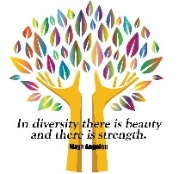 In diversity there is beauty
and there is strength.
Maya Angelou